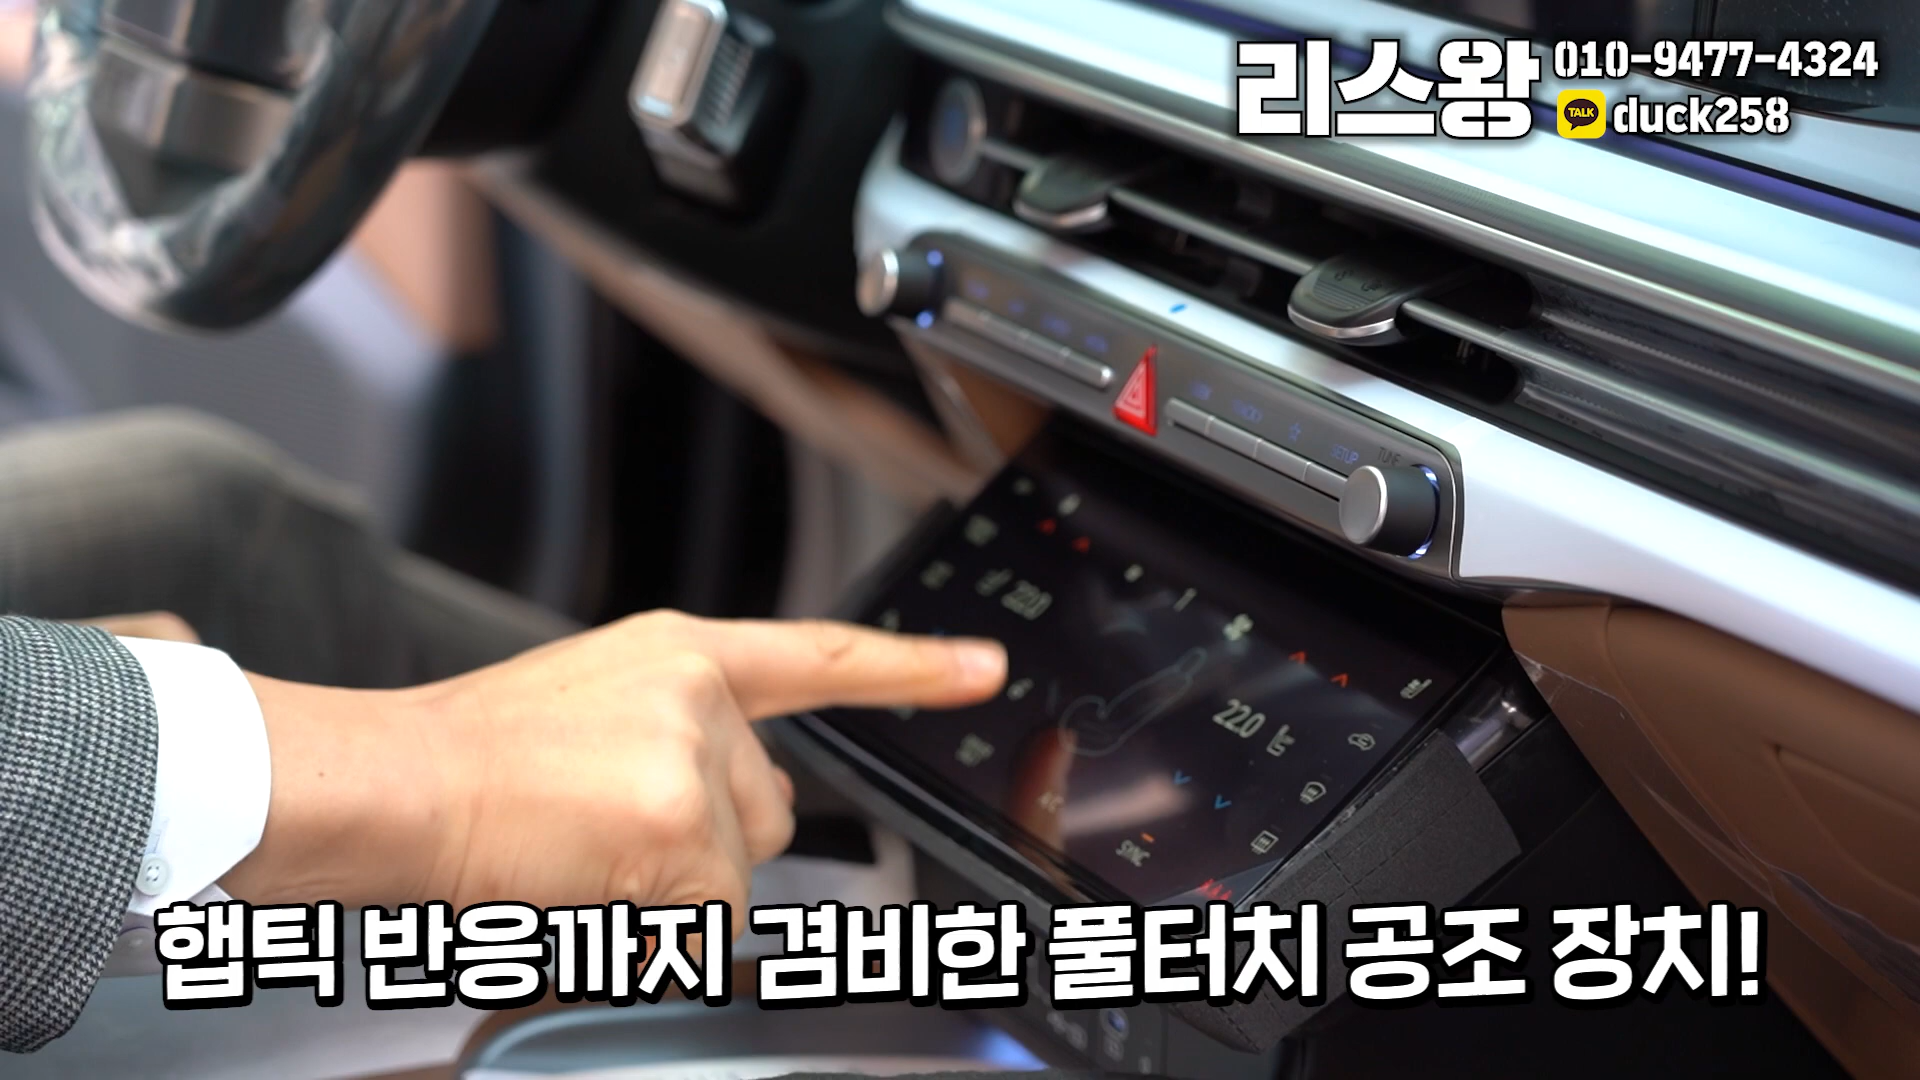 리스왕 010-9477-4324
TALK duck258
SETUP
TUNE
22.0
22.0
A/C
SYNC
햅틱 반응까지 겸비한 풀터치 공조 장치!